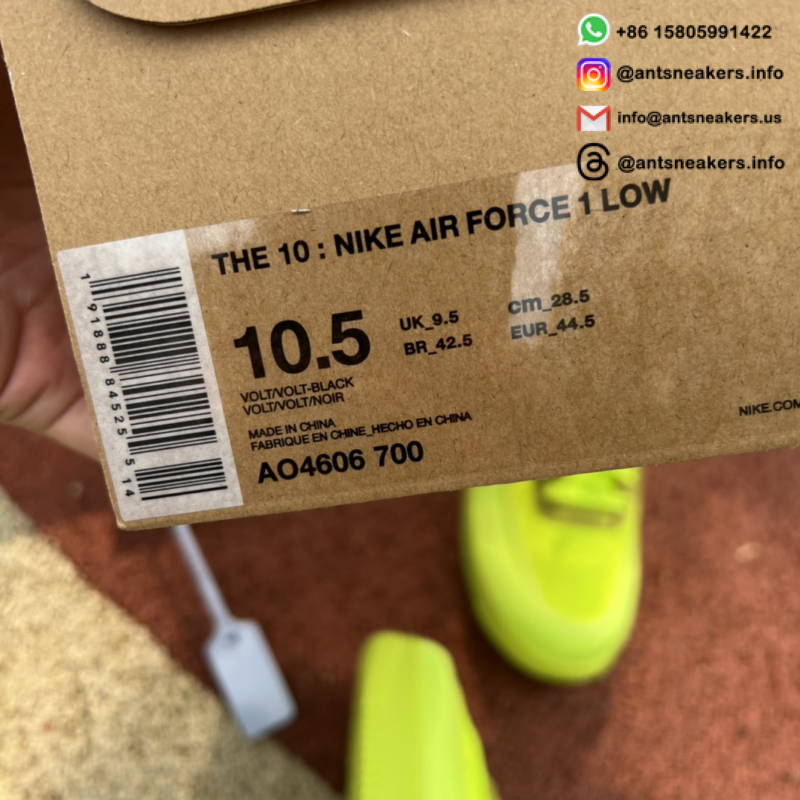 +86 15805991422
@antsneakers.info
info@antsneakers.us
@antsneakers.info
THE 10 : NIKE AIR FORCE 1 LOW
10.5
UK_9.5
cm_28.5
BR_42.5
EUR_44.5
VOLT/VOLT-BLACK
VOLT/VOLT/NOIR
MADE IN CHINA
FABRIQUE EN CHINE_HECHO EN CHINA
AO4606 700
NIKE.COM
1 91888 84525 5 14